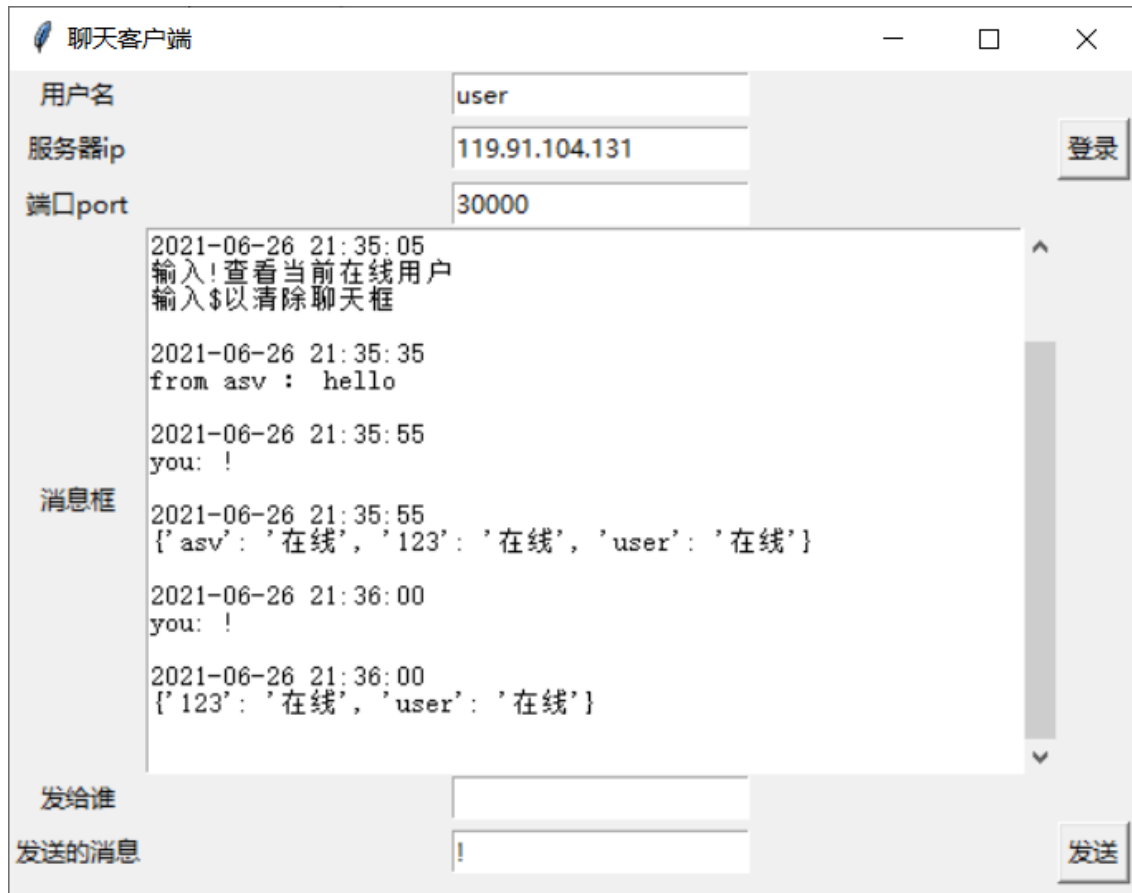 聊天客户端
用户名 user
服务器ip 119.91.104.131 登录
端口port 30000
2021-06-26 21:35:05
输入!查看当前在线用户
输入$以清除聊天框
2021-06-26 21:35:35
from asv : hello
2021-06-26 21:35:55
you: !
消息框
2021-06-26 21:35:55
{'asv': '在线', '123': '在线', 'user': '在线'}
2021-06-26 21:36:00
you: !
2021-06-26 21:36:00
{'123': '在线', 'user': '在线'}
发给谁
发送的消息 ! 发送